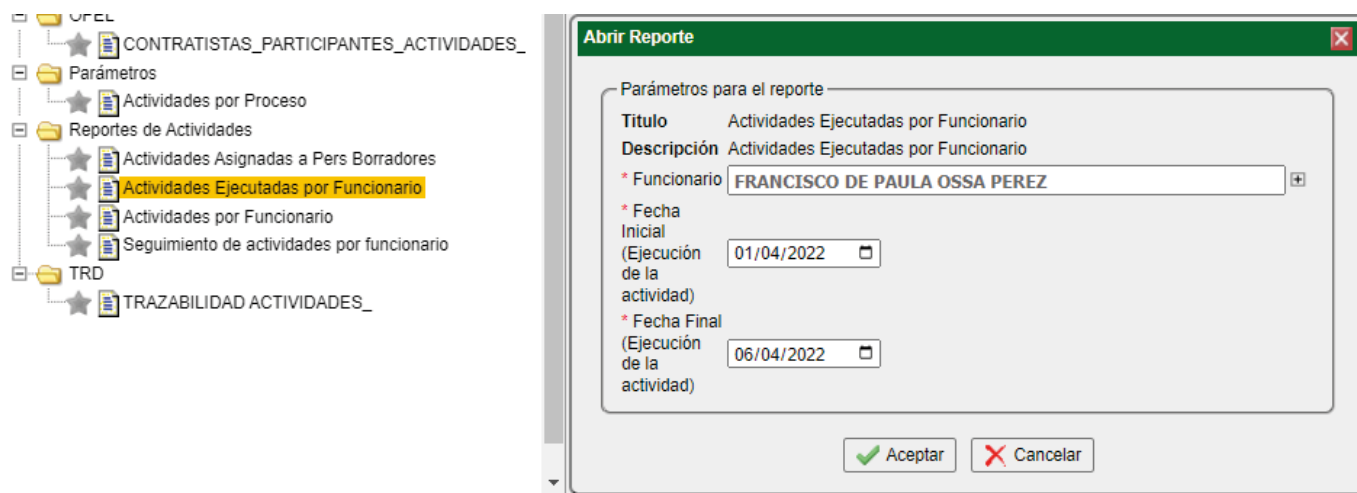 OPEL
CONTRATISTAS_PARTICIPANTES_ACTIVIDADES_
Parámetros
Actividades por Proceso
Reportes de Actividades
Actividades Asignadas a Pers Borradores
Actividades Ejecutadas por Funcionario
Actividades por Funcionario
Seguimiento de actividades por funcionario
TRD
TRAZABILIDAD ACTIVIDADES_
Abrir Reporte
Parámetros para el reporte
Titulo Actividades Ejecutadas por Funcionario
Descripción Actividades Ejecutadas por Funcionario
* Funcionario FRANCISCO DE PAULA OSSA PEREZ
* Fecha
Inicial
(Ejecución 01/04/2022
de la
actividad)
* Fecha Final
(Ejecución 06/04/2022
de la
actividad)
Aceptar Cancelar